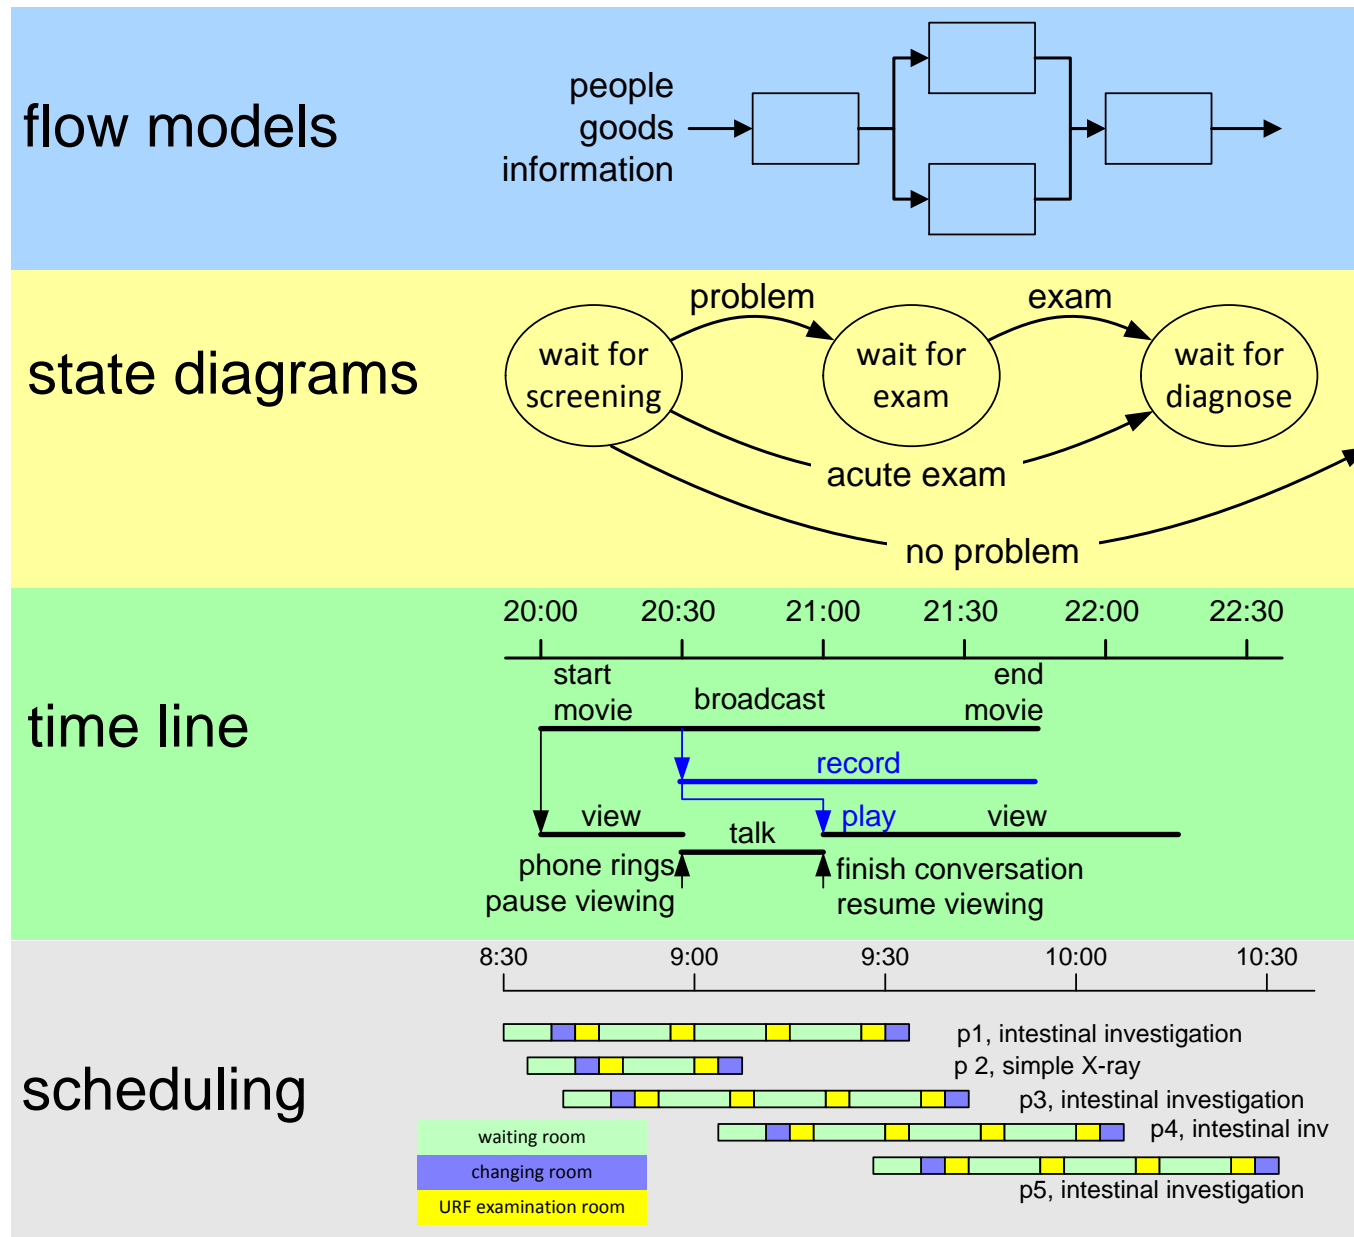 flow models
people
goods
information
state diagrams
problem
exam
wait for
screening
wait for
exam
wait for
diagnose
acute exam
no problem
time line
20:00 20:30 21:00 21:30 22:00 22:30
start
movie
broadcast
end
movie
record
view
talk
play
view
phone rings
pause viewing
finish conversation
resume viewing
scheduling
8:30 9:00 9:30 10:00 10:30
p1, intestinal investigation
p 2, simple X-ray
p3, intestinal investigation
p4, intestinal inv
p5, intestinal investigation
waiting room
changing room
URF examination room